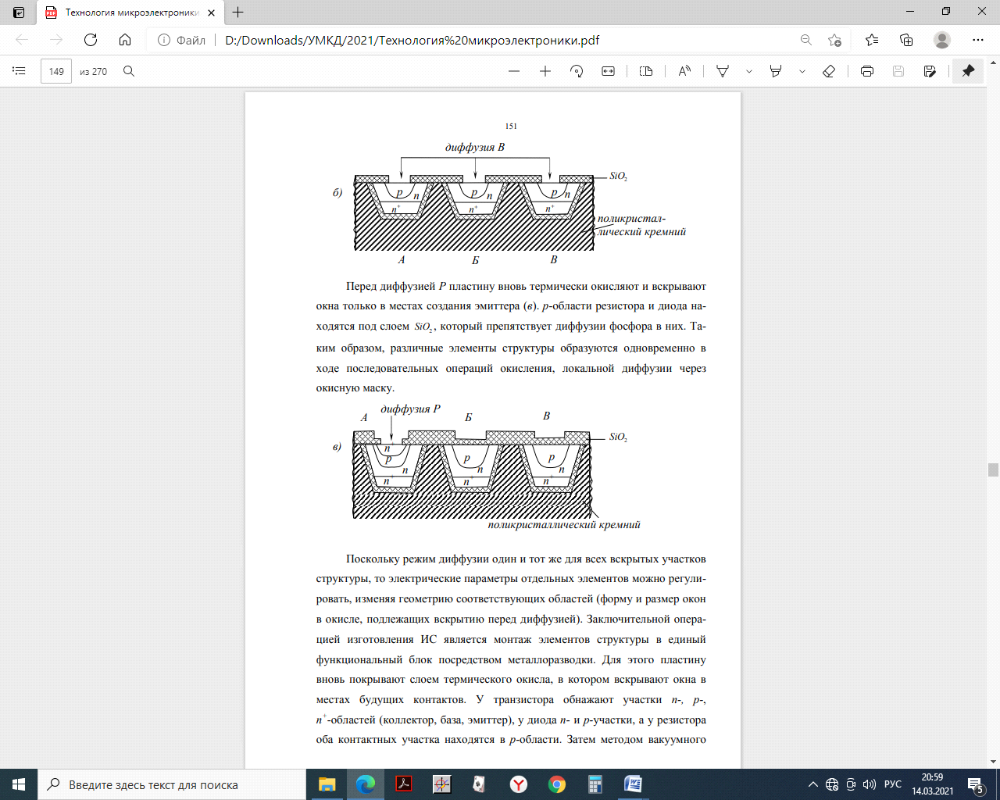 Технология микроэлектроники
Файл
D:/Downloads/УМКД/2021/Технология%20микроэлектроники.pdf
149 из 270
151
диффузия В
б)
SiO2
p n p n p n
n+ n+ n+
поликристал-
лический кремний
А Б В
Перед диффузией Р пластину вновь термически окисляют и вскрывают
окна только в местах создания эмиттера (в). р-области резистора и диода на-
ходятся под слоем SiO2, который препятствует диффузии фосфора в них. Та-
ким образом, различные элементы структуры образуются одновременно в
ходе последовательных операций окисления, локальной диффузии через
окисную маску.
А диффузия Р Б В
в)
SiO2
n+
p p p
n n n
n+ n+ n+
поликристаллический кремний
Поскольку режим диффузии один и тот же для всех вскрытых участков
структуры, то электрические параметры отдельных элементов можно регули-
ровать, изменяя геометрию соответствующих областей (форму и размер окон
в окисле, подлежащих вскрытию перед диффузией). Заключительной опера-
цией изготовления ИС является монтаж элементов структуры в единый
функциональный блок посредством металлоразводки. Для этого пластину
вновь покрывают слоем термического окисла, в котором вскрывают окна в
местах будущих контактов. У транзистора обнажают участки n-, p-,
n+-областей (коллектор, база, эмиттер), у диода n- и p-участки, а у резистора
оба контактных участка находятся в р-области. Затем методом вакуумного
Введите здесь текст для поиска
РУС
20:59
14.03.2021
5